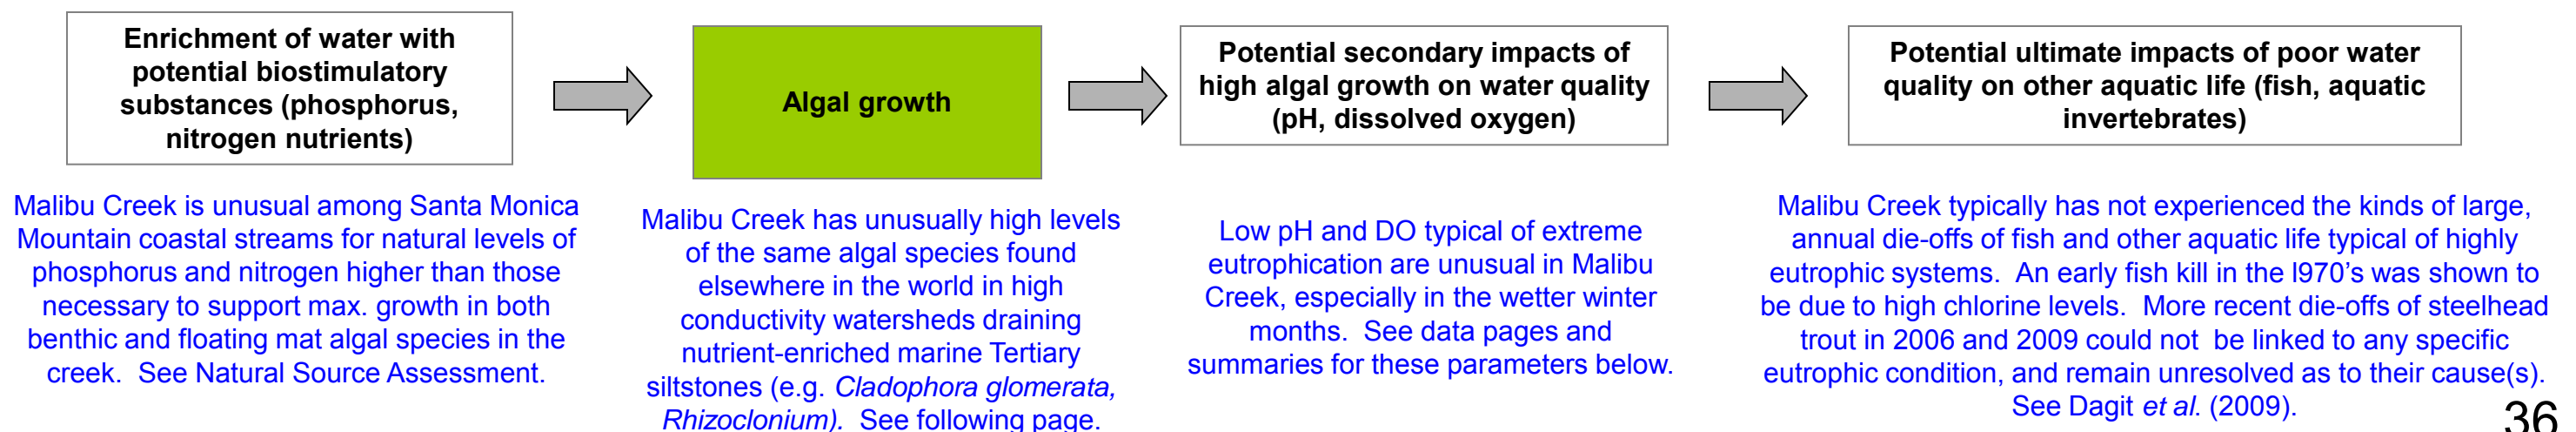 Enrichment of water with
potential biostimulatory
substances (phosphorus,
nitrogen nutrients)
Algal growth
Potential secondary impacts of
high algal growth on water quality
(pH, dissolved oxygen)
Potential ultimate impacts of poor water
quality on other aquatic life (fish, aquatic
invertebrates)
Malibu Creek is unusual among Santa Monica
Mountain coastal streams for natural levels of
phosphorus and nitrogen higher than those
necessary to support max. growth in both
benthic and floating mat algal species in the
creek.  See Natural Source Assessment.
Malibu Creek has unusually high levels
of the same algal species found
elsewhere in the world in high
conductivity watersheds draining
nutrient-enriched marine Tertiary
siltstones (e.g. Cladophora glomerata,
Rhizoclonium).  See following page.
Low pH and DO typical of extreme
eutrophication are unusual in Malibu
Creek, especially in the wetter winter
months.  See data pages and
summaries for these parameters below.
Malibu Creek typically has not experienced the kinds of large,
annual die-offs of fish and other aquatic life typical of highly
eutrophic systems.  An early fish kill in the l970's was shown to
be due to high chlorine levels.  More recent die-offs of steelhead
trout in 2006 and 2009 could not  be linked to any specific
eutrophic condition, and remain unresolved as to their cause(s).
See Dagit et al. (2009).
36